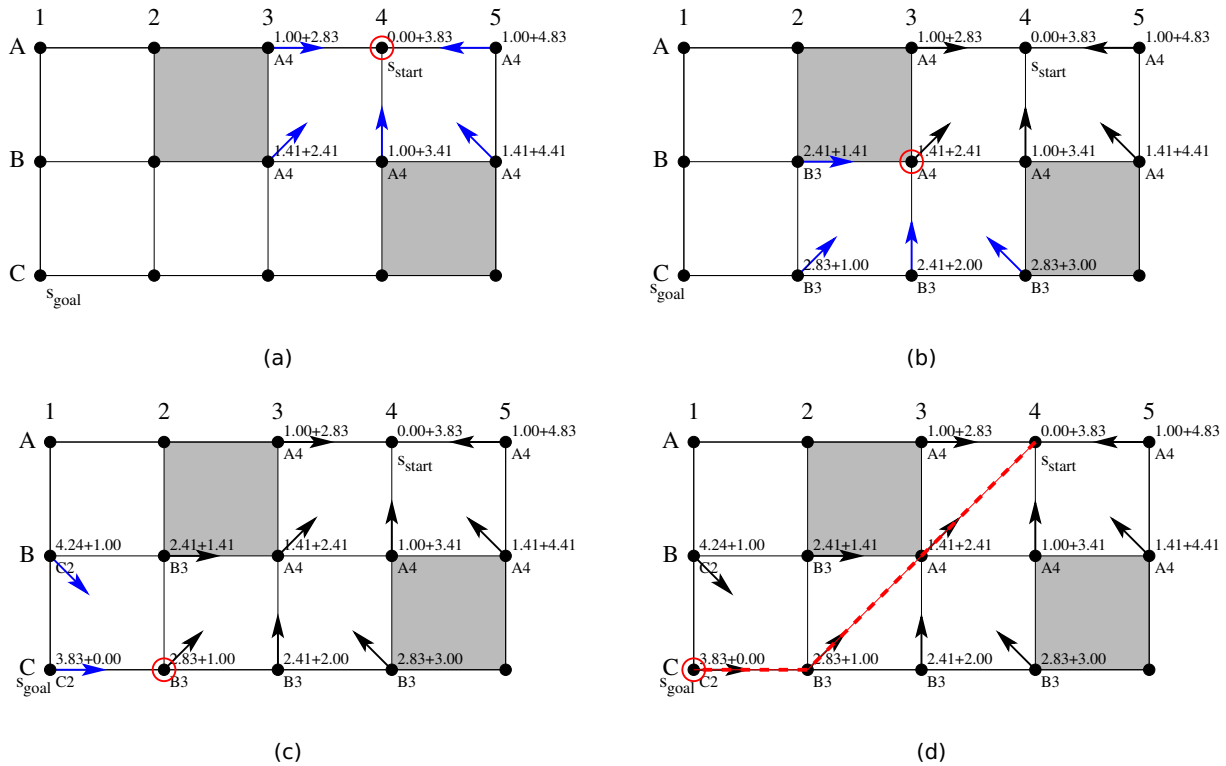 1 2 3 4 5
A 1.00+2.83 0.00+3.83 1.00+4.83
A4 s_start A4
B 1.41+2.41 1.00+3.41 1.41+4.41
A4 A4 A4
C
s_goal
(a)
1 2 3 4 5
A 1.00+2.83 0.00+3.83 1.00+4.83
A4 s_start A4
B 2.41+1.41 1.41+2.41 1.00+3.41 1.41+4.41
B3 A4 A4 A4
C 2.83+1.00 2.41+2.00 2.83+3.00
s_goal B3 B3 B3
(b)
1 2 3 4 5
A 1.00+2.83 0.00+3.83 1.00+4.83
A4 s_start A4
B 4.24+1.00 2.41+1.41 1.41+2.41 1.00+3.41 1.41+4.41
C2 B3 A4 A4 A4
C 3.83+0.00 2.83+1.00 2.41+2.00 2.83+3.00
s_goal C2 B3 B3 B3
(c)
1 2 3 4 5
A 1.00+2.83 0.00+3.83 1.00+4.83
A4 s_start A4
B 4.24+1.00 2.41+1.41 1.41+2.41 1.00+3.41 1.41+4.41
C2 B3 A4 A4 A4
C 3.83+0.00 2.83+1.00 2.41+2.00 2.83+3.00
s_goal C2 B3 B3 B3
(d)